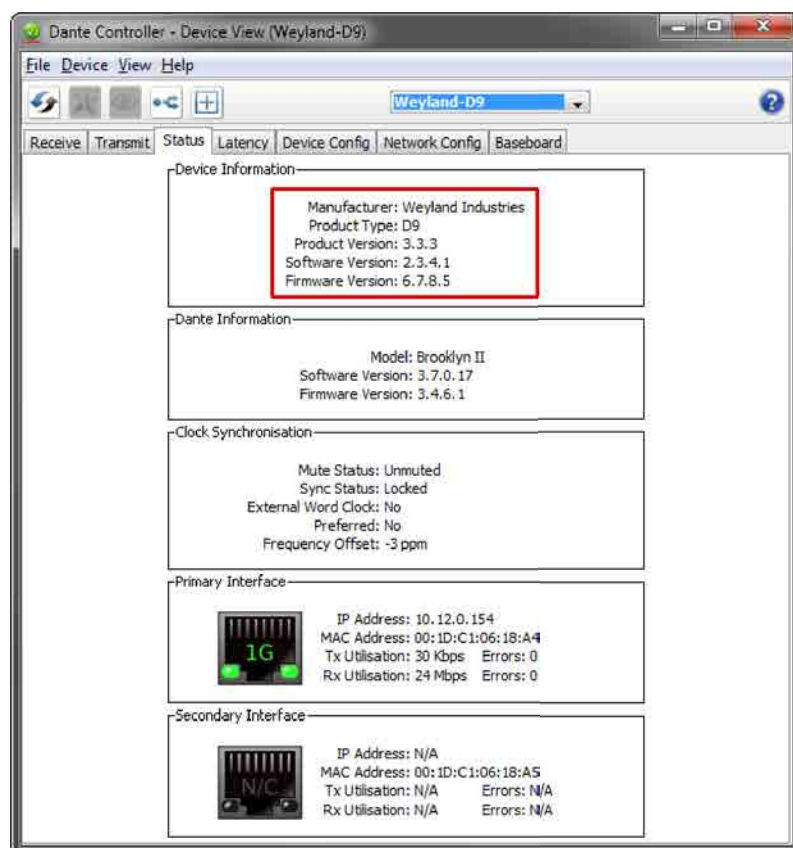 Dante Controller - Device View (Weyland-D9)
File Device View Help
Weyland-D9
Receive Transmit Status Latency Device Config Network Config Baseboard
Device Information
Manufacturer: Weyland Industries
Product Type: D9
Product Version: 3.3.3
Software Version: 2.3.4.1
Firmware Version: 6.7.8.5
Dante Information
Model: Brooklyn II
Software Version: 3.7.0.17
Firmware Version: 3.4.6.1
Clock Synchronisation
Mute Status: Unmuted
Sync Status: Locked
External Word Clock: No
Preferred: No
Frequency Offset: -3 ppm
Primary Interface
1G
IP Address: 10.12.0.154
MAC Address: 00:1D:C1:06:18:A4
Tx Utilisation: 30 Kbps Errors: 0
Rx Utilisation: 24 Mbps Errors: 0
Secondary Interface
N/C
IP Address: N/A
MAC Address: 00:1D:C1:06:18:A5
Tx Utilisation: N/A Errors: N/A
Rx Utilisation: N/A Errors: N/A